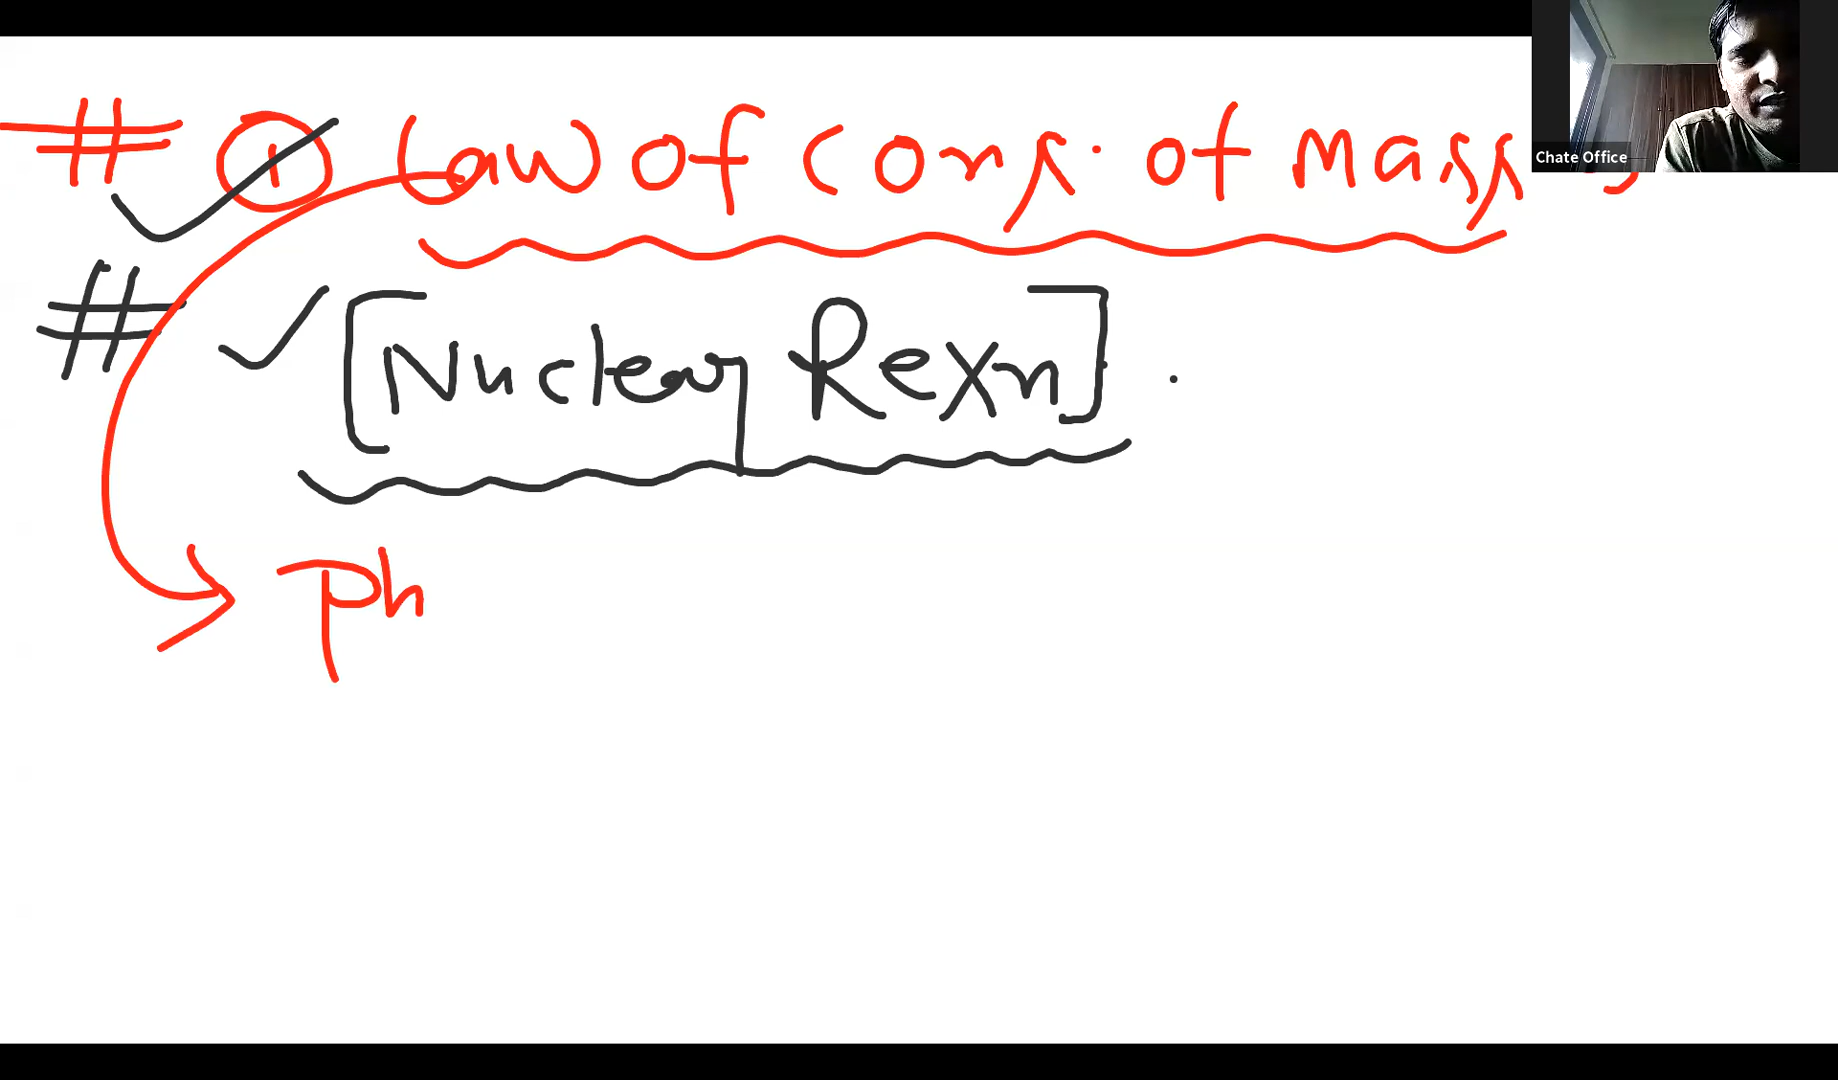 # ① Law of Cons. of Mass
Chate Office
# ✓ [Nuclear Rexn] .
→ Ph